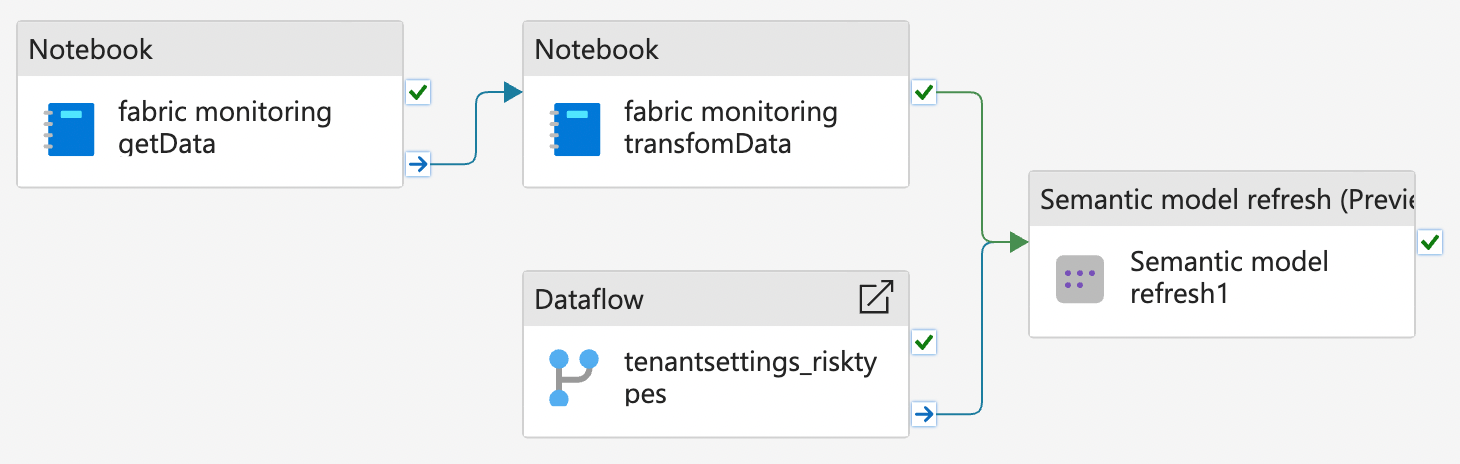 Notebook
fabric monitoring
getData
Notebook
fabric monitoring
transfomData
Dataflow
tenantsettings_riskty
pes
Semantic model refresh (Previe
Semantic model
refresh1